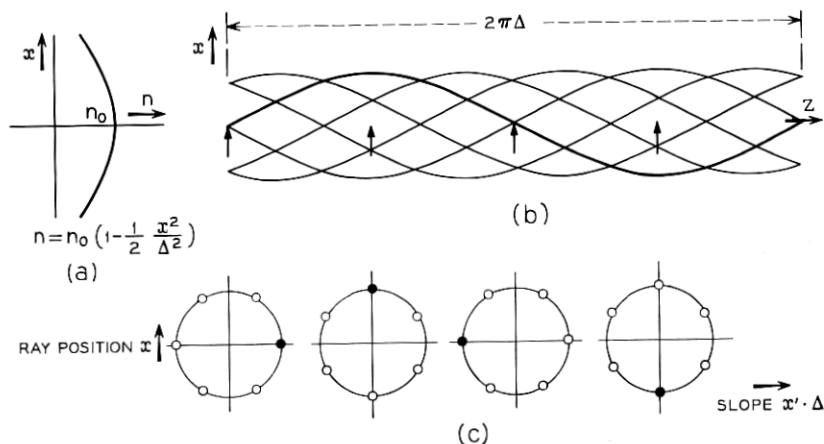 x
n
n₀
n = n₀ (1 - 1/2 x²/Δ²)
(a)
2πΔ
x
Z
(b)
RAY POSITION x
SLOPE x′ · Δ
(c)